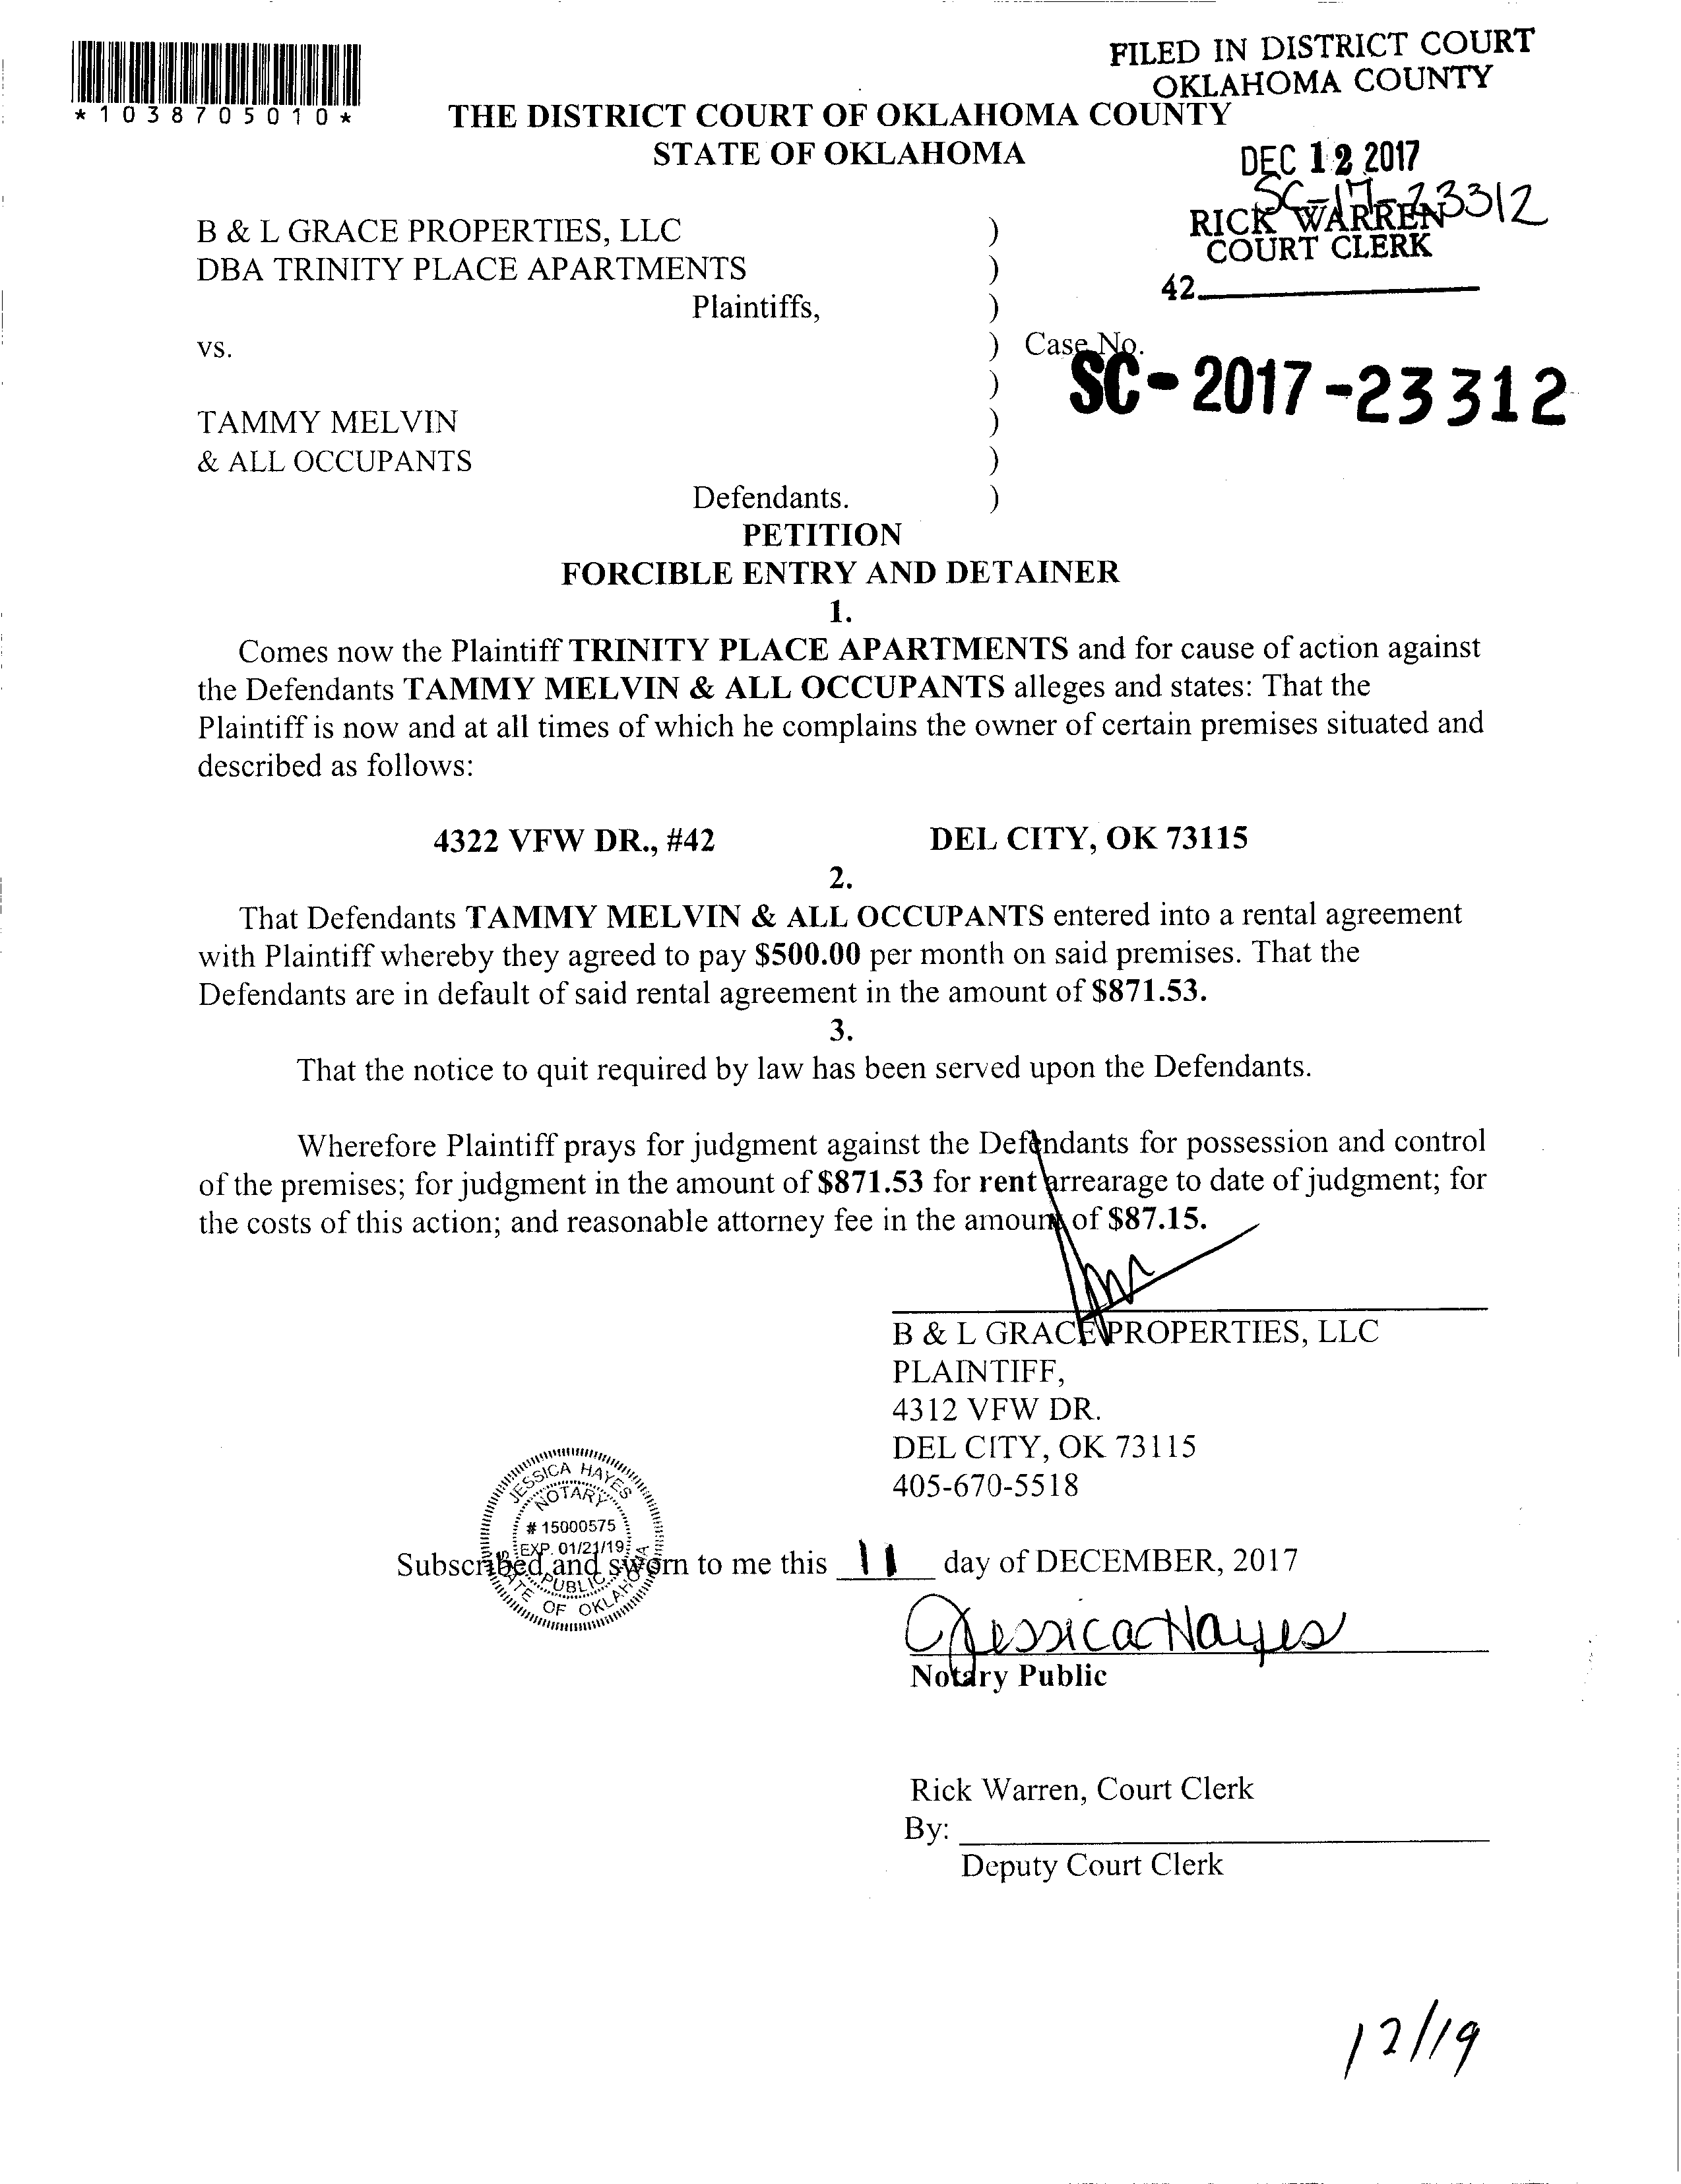 FILED IN DISTRICT COURT
OKLAHOMA COUNTY
*1038705010*
THE DISTRICT COURT OF OKLAHOMA COUNTY
STATE OF OKLAHOMA
DEC 12 2017
SC-17-23312
RICK WARREN
COURT CLERK
42
B & L GRACE PROPERTIES, LLC )
DBA TRINITY PLACE APARTMENTS )
Plaintiffs, )
vs. ) Case No.
SC-2017-23312
)
TAMMY MELVIN )
& ALL OCCUPANTS )
Defendants. )
PETITION
FORCIBLE ENTRY AND DETAINER
1.
Comes now the Plaintiff TRINITY PLACE APARTMENTS and for cause of action against
the Defendants TAMMY MELVIN & ALL OCCUPANTS alleges and states: That the
Plaintiff is now and at all times of which he complains the owner of certain premises situated and
described as follows:
4322 VFW DR., #42 DEL CITY, OK 73115
2.
That Defendants TAMMY MELVIN & ALL OCCUPANTS entered into a rental agreement
with Plaintiff whereby they agreed to pay $500.00 per month on said premises. That the
Defendants are in default of said rental agreement in the amount of $871.53.
3.
That the notice to quit required by law has been served upon the Defendants.
Wherefore Plaintiff prays for judgment against the Defendants for possession and control
of the premises; for judgment in the amount of $871.53 for rent arrearage to date of judgment; for
the costs of this action; and reasonable attorney fee in the amount of $87.15.
B & L GRACE PROPERTIES, LLC
PLAINTIFF,
4312 VFW DR.
DEL CITY, OK 73115
405-670-5518
JESSICA HAYES
NOTARY
# 15000575
EXP. 01/21/19
PUBLIC
STATE OF OKLAHOMA
Subscribed and sworn to me this 11 day of DECEMBER, 2017
Jessica Hayes
Notary Public
Rick Warren, Court Clerk
By:
Deputy Court Clerk
12/19